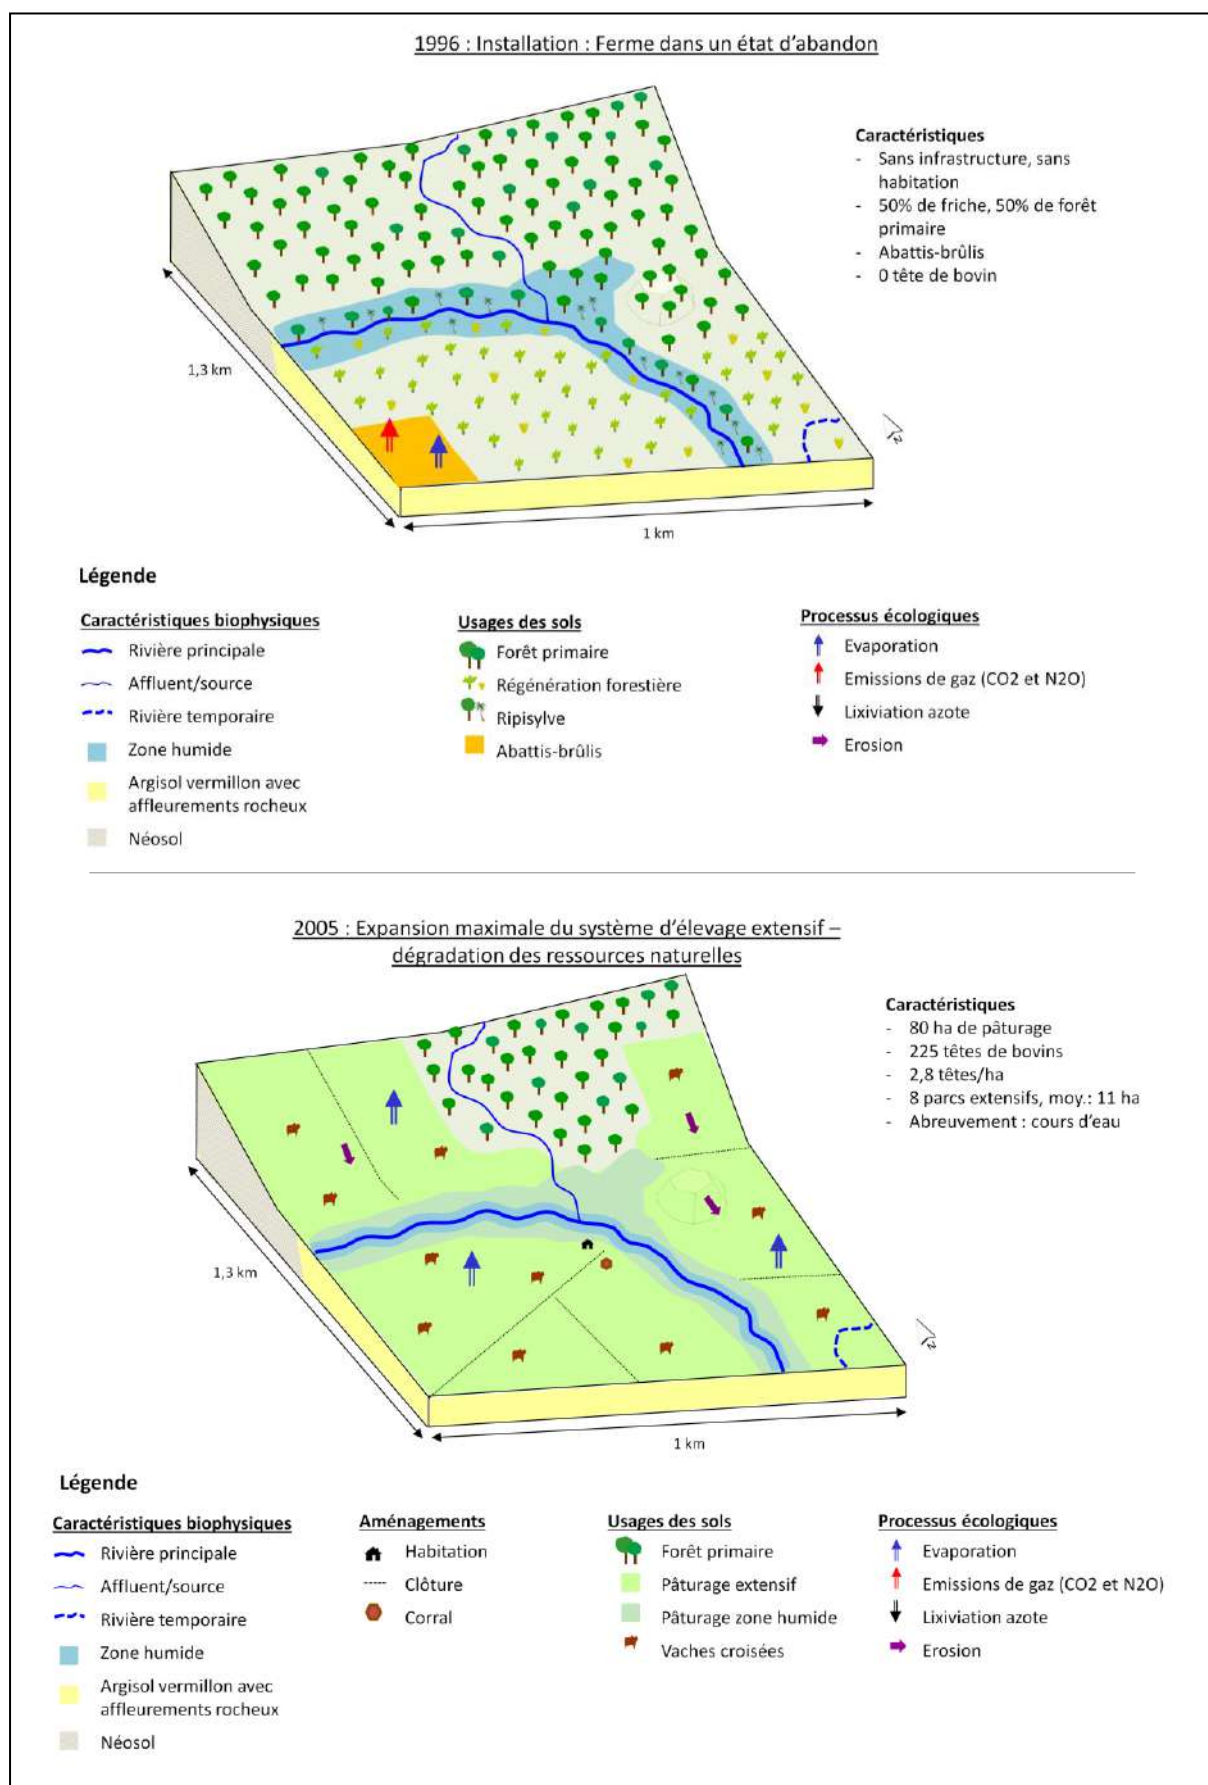 1996 : Installation : Ferme dans un état d'abandon
Caractéristiques
- Sans infrastructure, sans
habitation
- 50% de friche, 50% de forêt
primaire
- Abattis-brûlis
- 0 tête de bovin
1,3 km
1 km
N
Légende
Caractéristiques biophysiques
Rivière principale
Affluent/source
Rivière temporaire
Zone humide
Argisol vermillon avec
affleurements rocheux
Néosol
Usages des sols
Forêt primaire
Régénération forestière
Ripisylve
Abattis-brûlis
Processus écologiques
Evaporation
Emissions de gaz (CO2 et N2O)
Lixiviation azote
Erosion
2005 : Expansion maximale du système d'élevage extensif –
dégradation des ressources naturelles
Caractéristiques
- 80 ha de pâturage
- 225 têtes de bovins
- 2,8 têtes/ha
- 8 parcs extensifs, moy.: 11 ha
- Abreuvement : cours d'eau
1,3 km
1 km
N
Légende
Caractéristiques biophysiques
Rivière principale
Affluent/source
Rivière temporaire
Zone humide
Argisol vermillon avec
affleurements rocheux
Néosol
Aménagements
Habitation
Clôture
Corral
Usages des sols
Forêt primaire
Pâturage extensif
Pâturage zone humide
Vaches croisées
Processus écologiques
Evaporation
Emissions de gaz (CO2 et N2O)
Lixiviation azote
Erosion